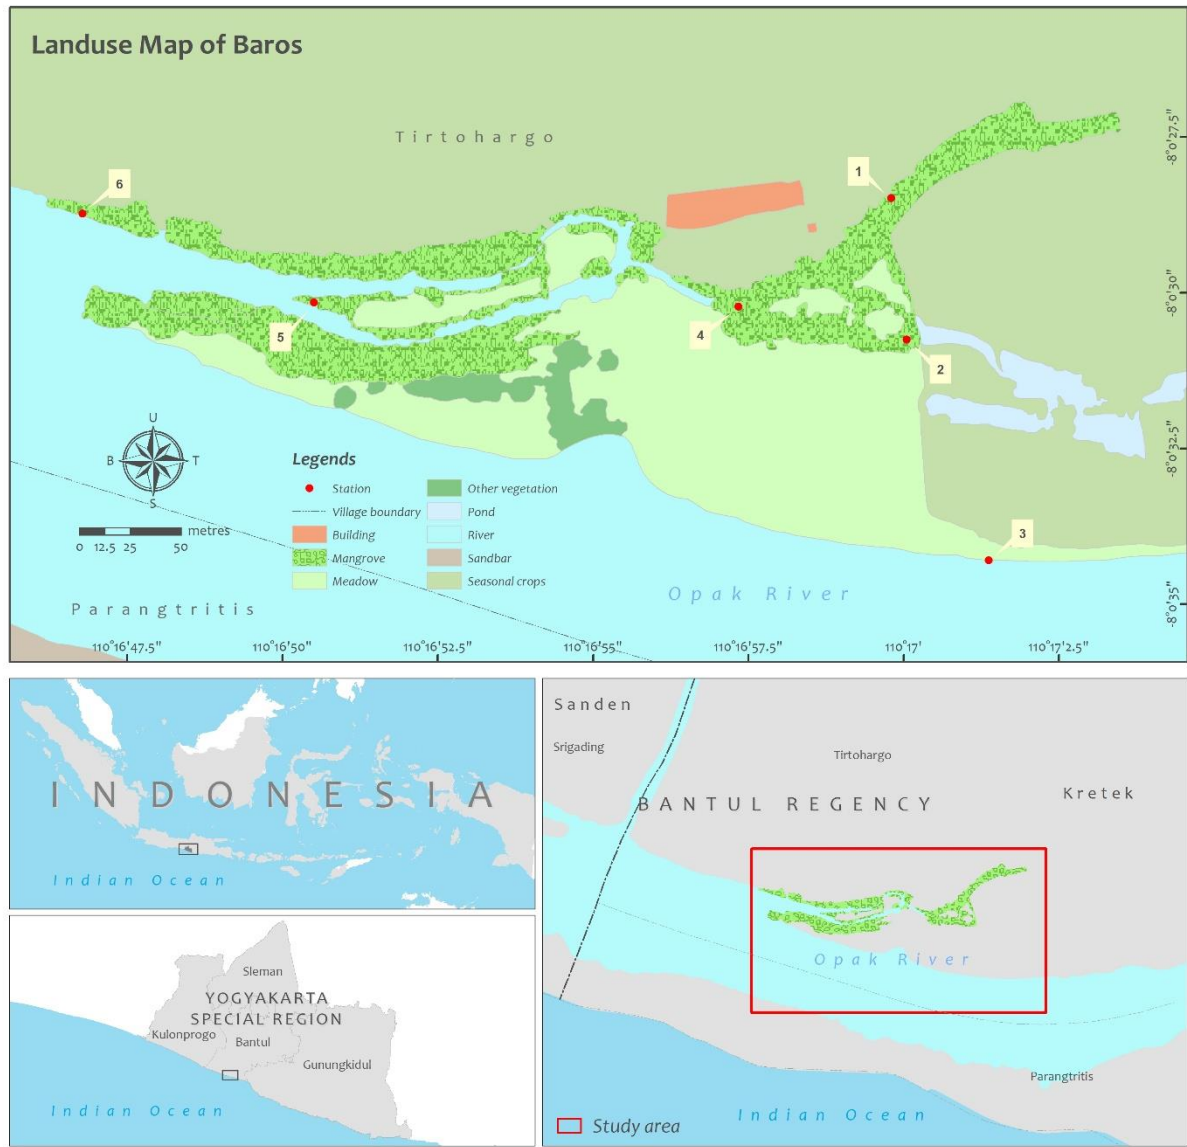 Landuse Map of Baros
Tirtohargo
6
1
5
4
2
3
-8°0'27.5"
-8°0'30"
-8°0'32.5"
-8°0'35"
U
B T
S
metres
0 12.5 25 50
Legends
Station
Village boundary
Building
Mangrove
Meadow
Other vegetation
Pond
River
Sandbar
Seasonal crops
Opak River
Parangtritis
110°16'47.5" 110°16'50" 110°16'52.5" 110°16'55" 110°16'57.5" 110°17' 110°17'2.5"
INDONESIA
Indian Ocean
Sleman
YOGYAKARTA
SPECIAL REGION
Kulonprogo
Bantul
Gunungkidul
Indian Ocean
Sanden
Srigading
Tirtohargo
BANTUL REGENCY
Kretek
Opak River
Parangtritis
Indian Ocean
Study area